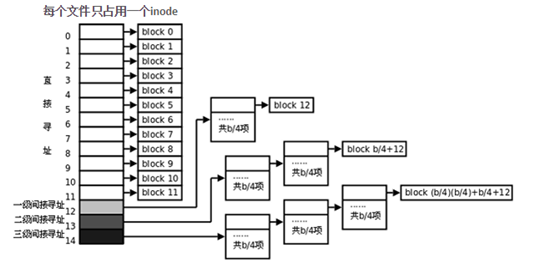 每个文件只占用一个inode
0
1
2
3
4
5
6
7
8
9
10
11
12
13
14
直
接
寻
址
一级间接寻址
二级间接寻址
三级间接寻址
block 0
block 1
block 2
block 3
block 4
block 5
block 6
block 7
block 8
block 9
block 10
block 11
......
共b/4项
block 12
......
共b/4项
......
共b/4项
block b/4+12
......
共b/4项
......
共b/4项
......
共b/4项
block (b/4)(b/4)+b/4+12